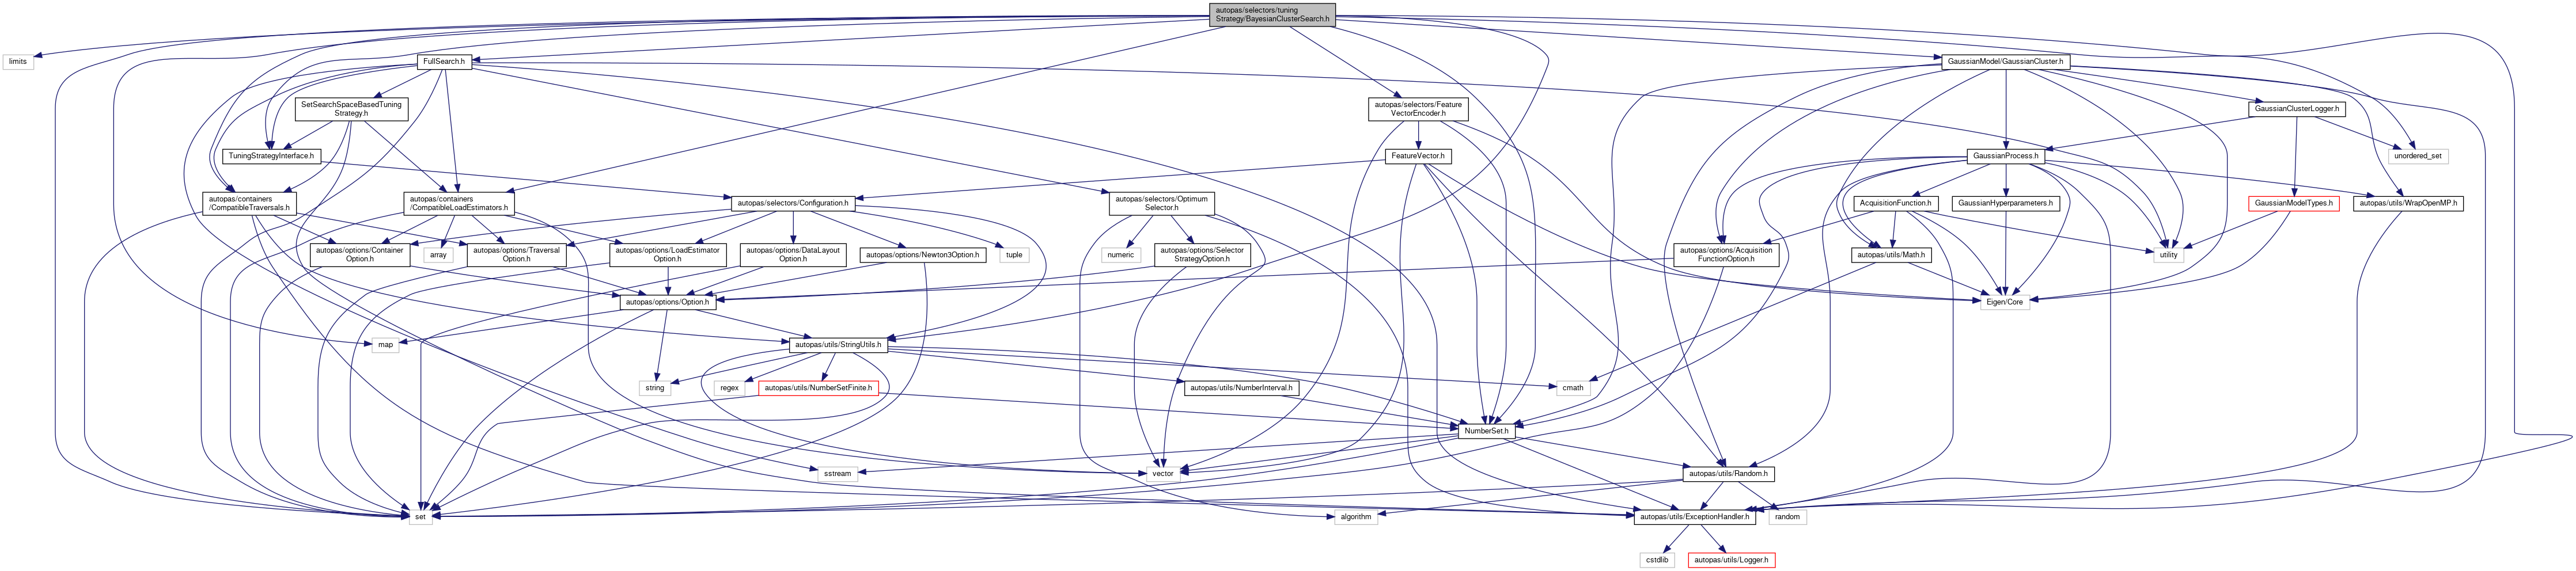 autopas/selectors/tuning
Strategy/BayesianClusterSearch.h
limits
FullSearch.h
GaussianModel/GaussianCluster.h
SetSearchSpaceBasedTuning
Strategy.h
autopas/selectors/Feature
VectorEncoder.h
GaussianClusterLogger.h
TuningStrategyInterface.h
FeatureVector.h
GaussianProcess.h
unordered_set
autopas/containers
/CompatibleTraversals.h
autopas/containers
/CompatibleLoadEstimators.h
autopas/selectors/Configuration.h
autopas/selectors/Optimum
Selector.h
AcquisitionFunction.h
GaussianHyperparameters.h
GaussianModelTypes.h
autopas/utils/WrapOpenMP.h
autopas/options/Container
Option.h
array
autopas/options/Traversal
Option.h
autopas/options/LoadEstimator
Option.h
autopas/options/DataLayout
Option.h
autopas/options/Newton3Option.h
tuple
numeric
autopas/options/Selector
StrategyOption.h
autopas/options/Acquisition
FunctionOption.h
autopas/utils/Math.h
utility
autopas/options/Option.h
Eigen/Core
map
autopas/utils/StringUtils.h
string
regex
autopas/utils/NumberSetFinite.h
autopas/utils/NumberInterval.h
cmath
NumberSet.h
sstream
vector
autopas/utils/Random.h
set
algorithm
autopas/utils/ExceptionHandler.h
random
cstdlib
autopas/utils/Logger.h